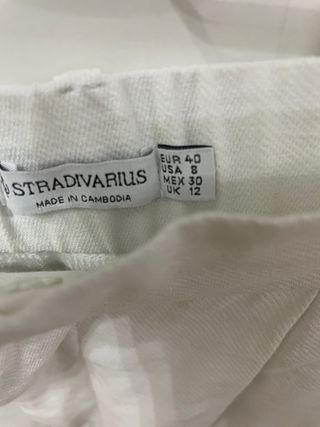 STRADIVARIUS
MADE IN CAMBODIA
EUR 40
USA 8
MEX 30
UK 12